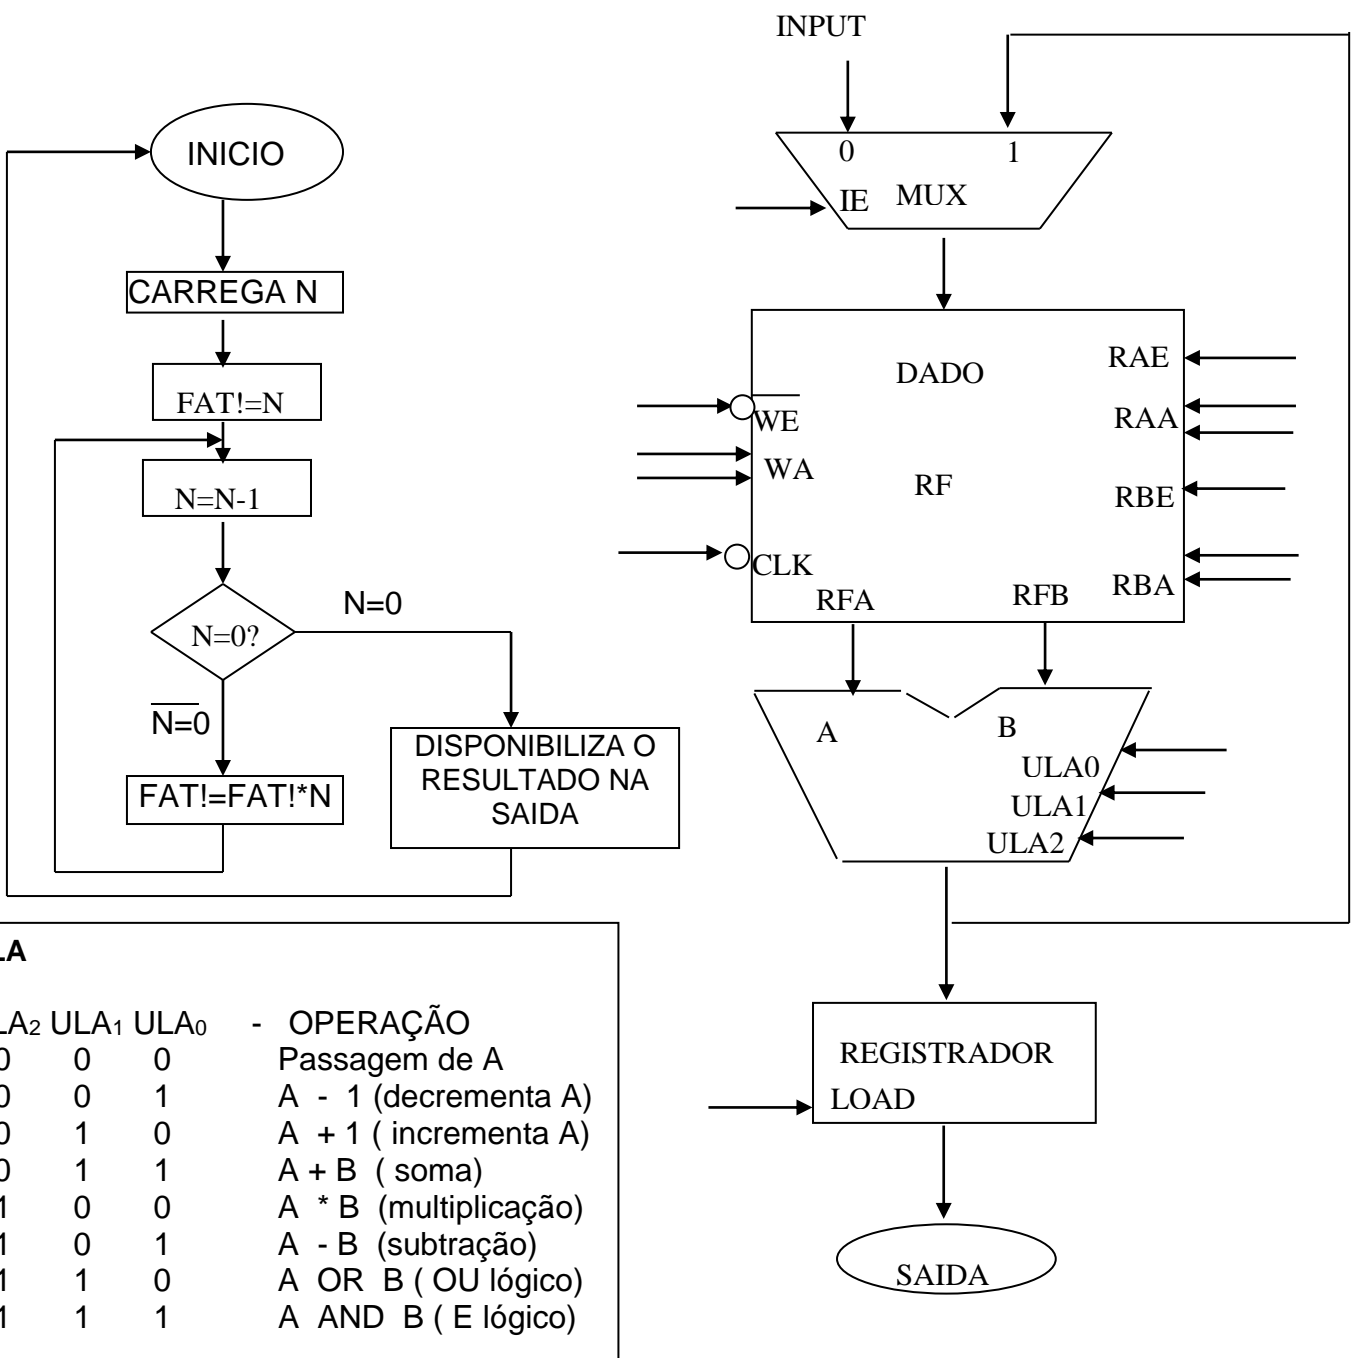 INICIO
CARREGA N
FAT!=N
N=N-1
N=0?
N=0
N=0
FAT!=FAT!*N
DISPONIBILIZA O
RESULTADO NA
SAIDA
INPUT
0 1
IE MUX
DADO
RF
WE
WA
CLK
RAE
RAA
RBE
RBA
RFA RFB
A B
ULA0
ULA1
ULA2
REGISTRADOR
LOAD
SAIDA
LA
LA2 ULA1 ULA0 - OPERAÇÃO
0 0 0 Passagem de A
0 0 1 A - 1 (decrementa A)
0 1 0 A + 1 ( incrementa A)
0 1 1 A + B ( soma)
1 0 0 A * B (multiplicação)
1 0 1 A - B (subtração)
1 1 0 A OR B ( OU lógico)
1 1 1 A AND B ( E lógico)